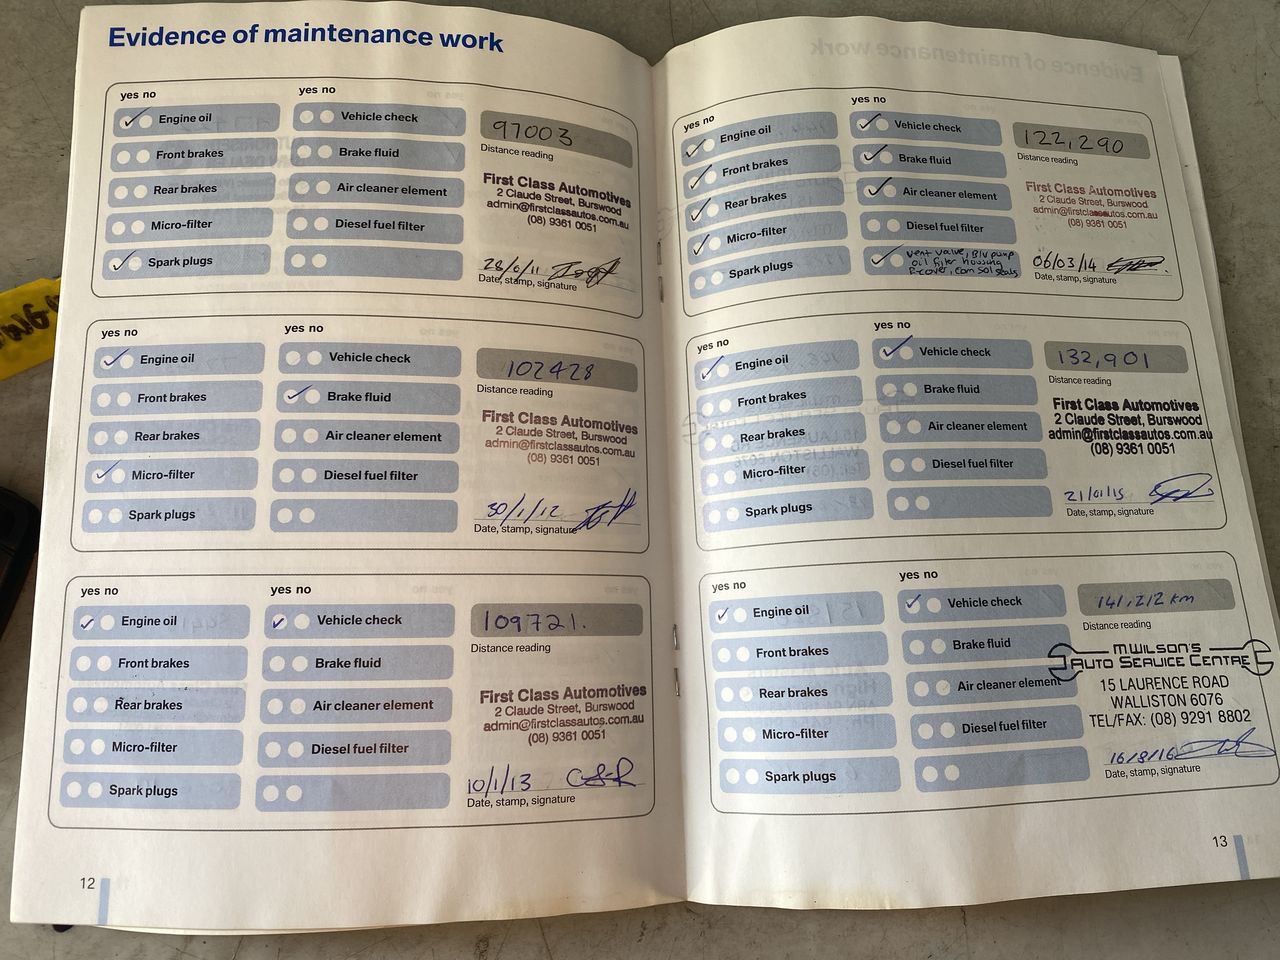 Evidence of maintenance work
yes no
yes no
Engine oil
Vehicle check
97003
Front brakes
Brake fluid
Distance reading
Rear brakes
Air cleaner element
First Class Automotives
2 Claude Street, Burswood
admin@firstclassautos.com.au
(08) 9361 0051
Micro-filter
Diesel fuel filter
Spark plugs
Date, stamp, signature
yes no
yes no
Engine oil
Vehicle check
102428
Front brakes
Brake fluid
Distance reading
Rear brakes
Air cleaner element
First Class Automotives
2 Claude Street, Burswood
admin@firstclassautos.com.au
(08) 9361 0051
Micro-filter
Diesel fuel filter
Spark plugs
30/1/12
Date, stamp, signature
yes no
yes no
Engine oil
Vehicle check
109721.
Front brakes
Brake fluid
Distance reading
Rear brakes
Air cleaner element
First Class Automotives
2 Claude Street, Burswood
admin@firstclassautos.com.au
(08) 9361 0051
Micro-filter
Diesel fuel filter
Spark plugs
10/1/13
Date, stamp, signature
12
yes no
yes no
Engine oil
Vehicle check
122,290
Front brakes
Brake fluid
Distance reading
Rear brakes
Air cleaner element
First Class Automotives
2 Claude Street, Burswood
admin@firstclassautos.com.au
(08) 9361 0051
Micro-filter
Diesel fuel filter
Spark plugs
vent valve, pump
oil filter housing
R-cover, cam sol seals
06/03/14
Date, stamp, signature
yes no
yes no
Engine oil
Vehicle check
132,901
Front brakes
Brake fluid
Distance reading
Rear brakes
Air cleaner element
First Class Automotives
2 Claude Street, Burswood
admin@firstclassautos.com.au
(08) 9361 0051
Micro-filter
Diesel fuel filter
Spark plugs
21/01/15
Date, stamp, signature
yes no
yes no
Engine oil
Vehicle check
141,212 km
Front brakes
Brake fluid
Distance reading
Rear brakes
Air cleaner element
M.WILSON'S
AUTO SERVICE CENTRE
15 LAURENCE ROAD
WALLISTON 6076
TEL/FAX: (08) 9291 8802
Micro-filter
Diesel fuel filter
Spark plugs
16/8/16
Date, stamp, signature
13